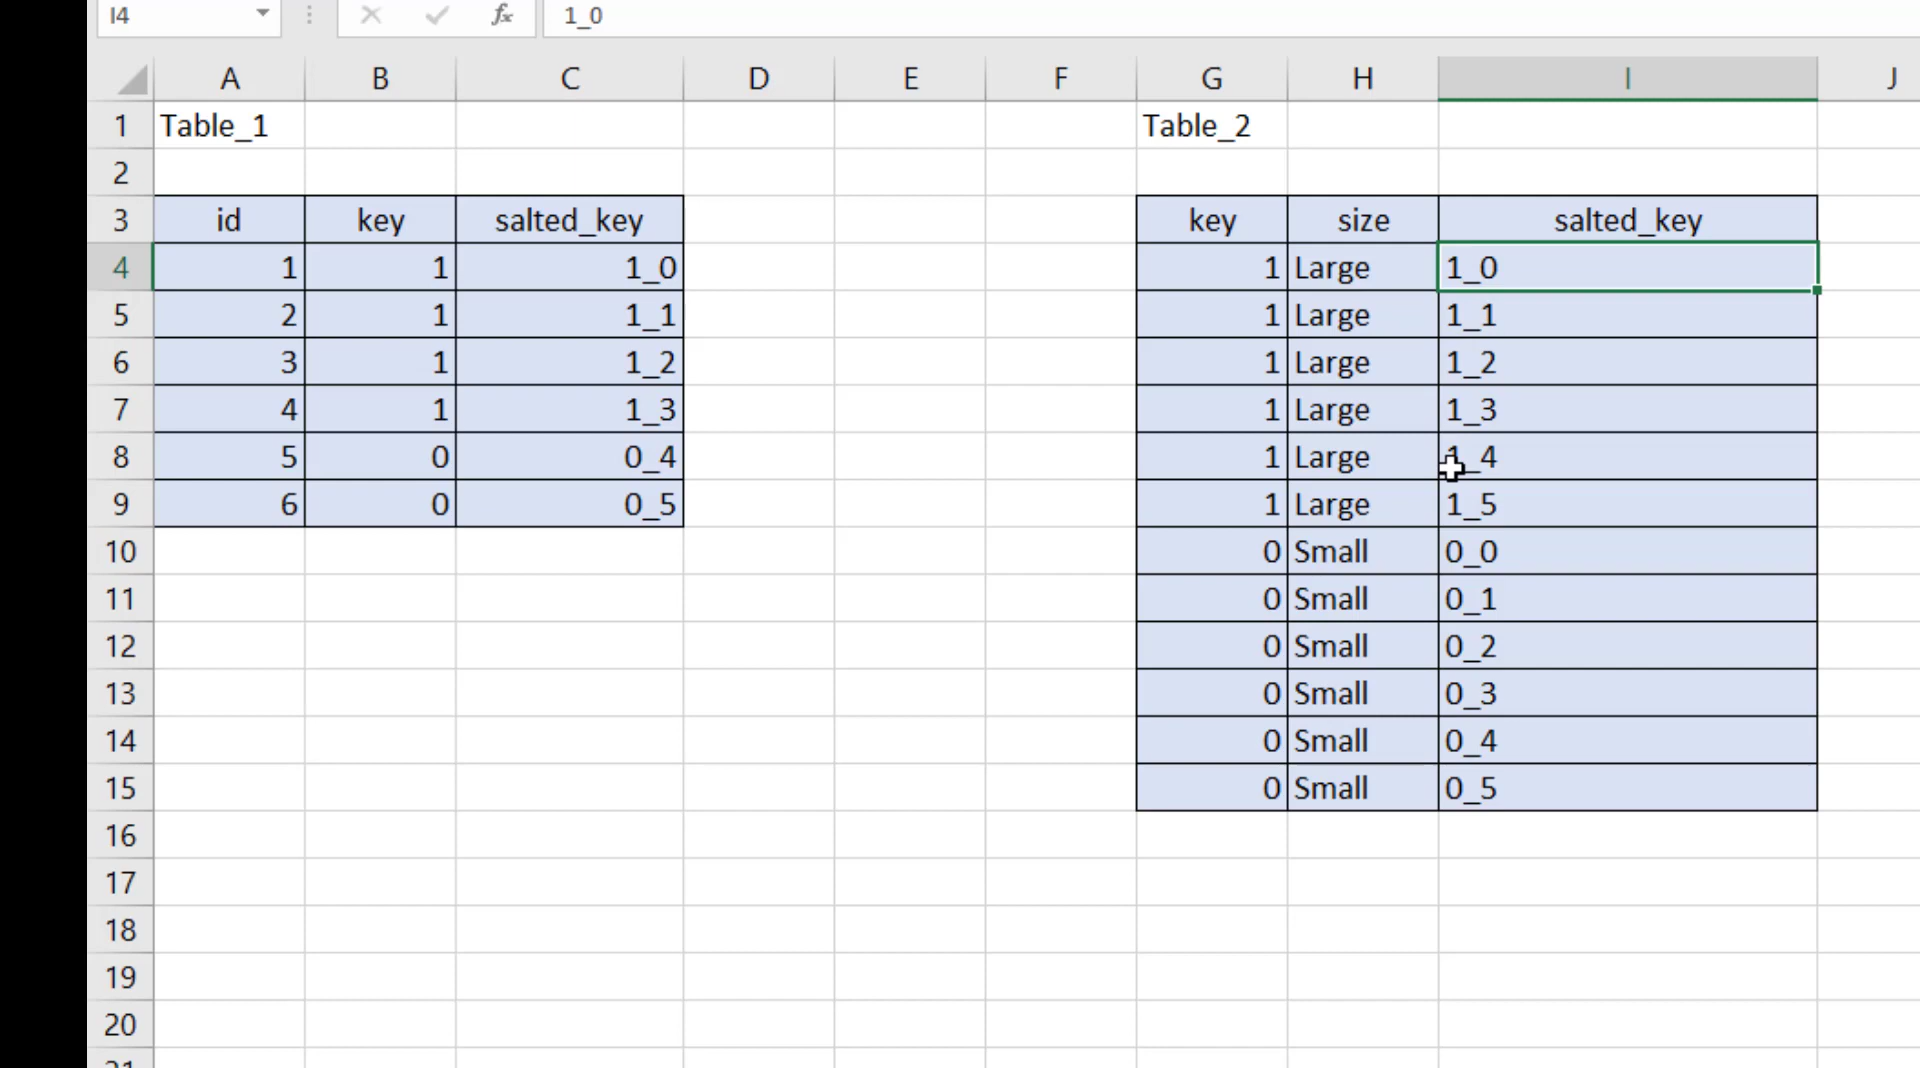 I4 fx 1_0
A B C D E F G H I J
1 Table_1 Table_2
2
3 id key salted_key key size salted_key
4 1 1 1_0 1 Large 1_0
5 2 1 1_1 1 Large 1_1
6 3 1 1_2 1 Large 1_2
7 4 1 1_3 1 Large 1_3
8 5 0 0_4 1 Large 1_4
9 6 0 0_5 1 Large 1_5
10 0 Small 0_0
11 0 Small 0_1
12 0 Small 0_2
13 0 Small 0_3
14 0 Small 0_4
15 0 Small 0_5
16
17
18
19
20
21